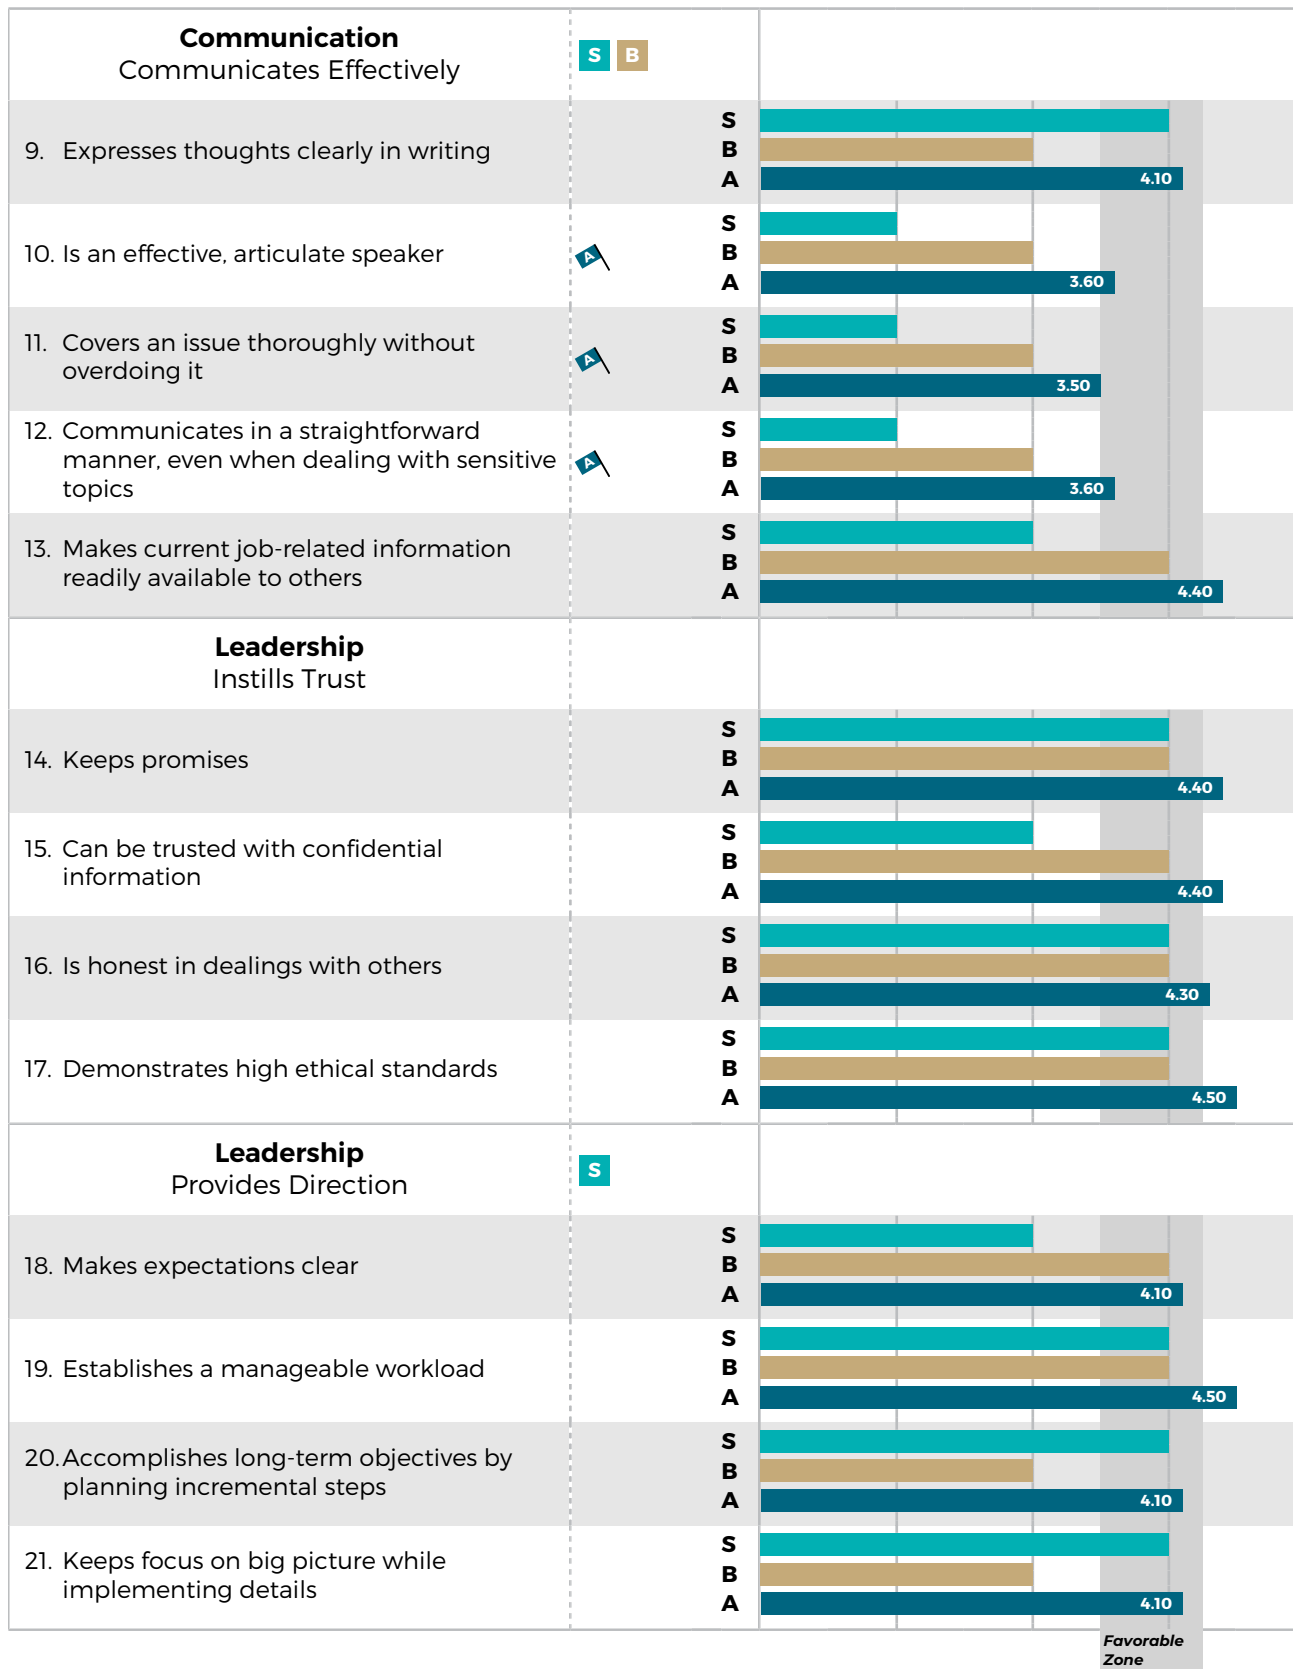 Communication
Communicates Effectively
S B
9. Expresses thoughts clearly in writing
S
B
A 4.10
10. Is an effective, articulate speaker
A
S
B
A 3.60
11. Covers an issue thoroughly without
overdoing it
A
S
B
A 3.50
12. Communicates in a straightforward
manner, even when dealing with sensitive
topics
A
S
B
A 3.60
13. Makes current job-related information
readily available to others
S
B
A 4.40
Leadership
Instills Trust
14. Keeps promises
S
B
A 4.40
15. Can be trusted with confidential
information
S
B
A 4.40
16. Is honest in dealings with others
S
B
A 4.30
17. Demonstrates high ethical standards
S
B
A 4.50
Leadership
Provides Direction
S
18. Makes expectations clear
S
B
A 4.10
19. Establishes a manageable workload
S
B
A 4.50
20. Accomplishes long-term objectives by
planning incremental steps
S
B
A 4.10
21. Keeps focus on big picture while
implementing details
S
B
A 4.10
Favorable
Zone